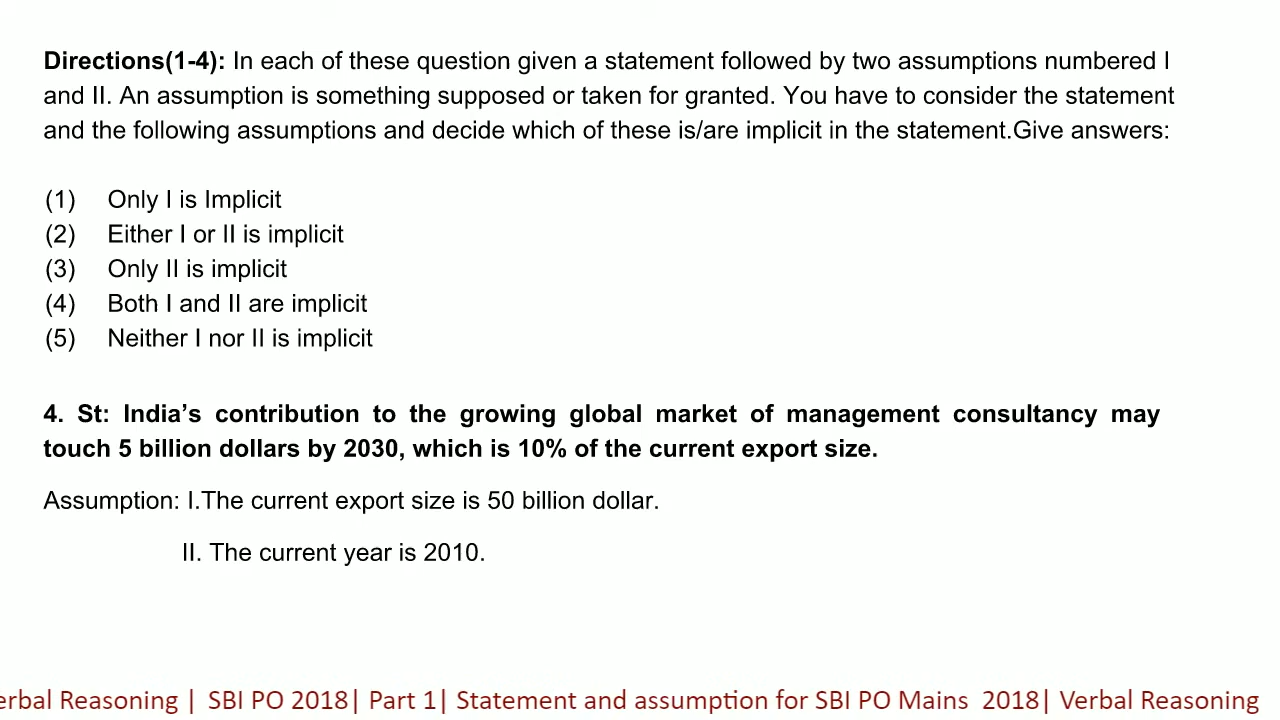 Directions(1-4): In each of these question given a statement followed by two assumptions numbered I
and II. An assumption is something supposed or taken for granted. You have to consider the statement
and the following assumptions and decide which of these is/are implicit in the statement.Give answers:
(1) Only I is Implicit
(2) Either I or II is implicit
(3) Only II is implicit
(4) Both I and II are implicit
(5) Neither I nor II is implicit
4. St: India’s contribution to the growing global market of management consultancy may
touch 5 billion dollars by 2030, which is 10% of the current export size.
Assumption: I.The current export size is 50 billion dollar.
II. The current year is 2010.
erbal Reasoning | SBI PO 2018| Part 1| Statement and assumption for SBI PO Mains 2018| Verbal Reasoning